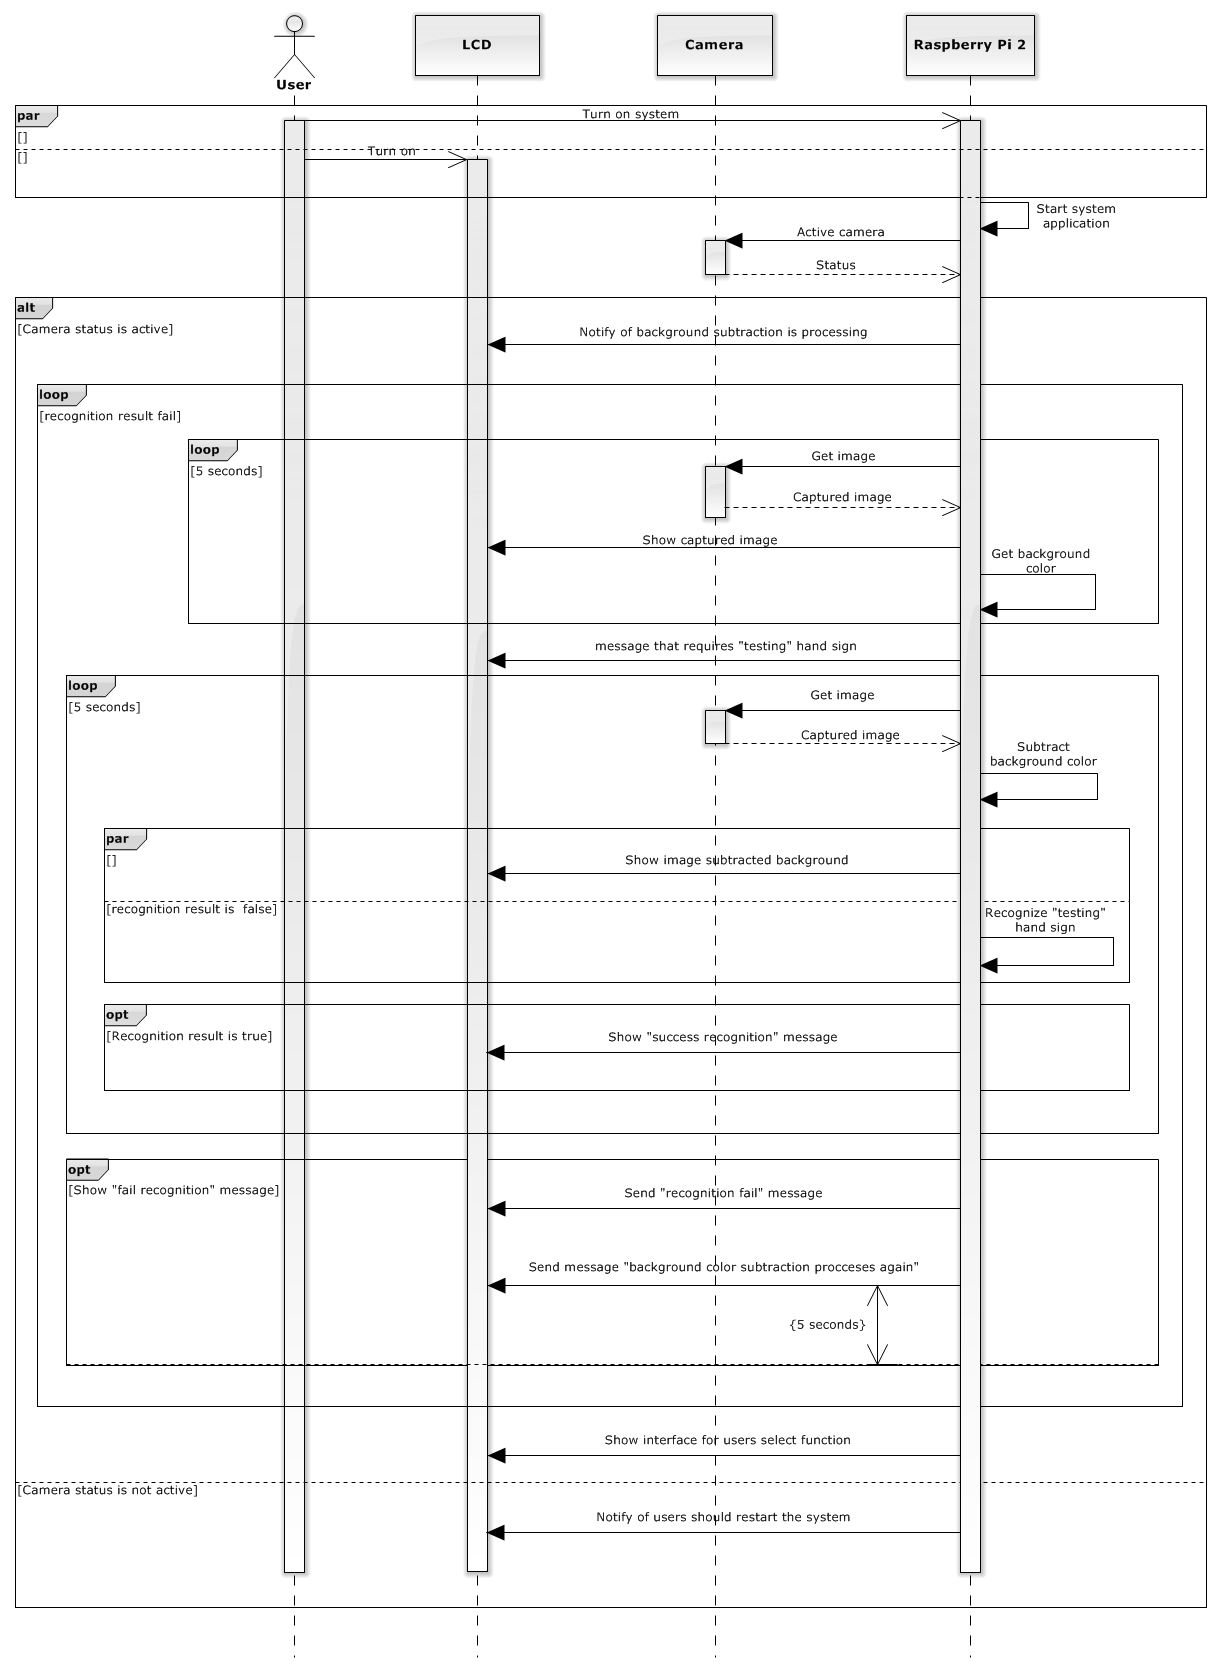 User
LCD
Camera
Raspberry Pi 2
par
[]
Turn on system
[]
Turn on
Start system
application
Active camera
Status
alt
[Camera status is active]
Notify of background subtraction is processing
loop
[recognition result fail]
loop
[5 seconds]
Get image
Captured image
Show captured image
Get background
color
message that requires "testing" hand sign
loop
[5 seconds]
Get image
Captured image
Subtract
background color
par
[]
Show image subtracted background
[recognition result is  false]
Recognize "testing"
hand sign
opt
[Recognition result is true]
Show "success recognition" message
opt
[Show "fail recognition" message]
Send "recognition fail" message
Send message "background color subtraction procceses again"
{5 seconds}
Show interface for users select function
[Camera status is not active]
Notify of users should restart the system